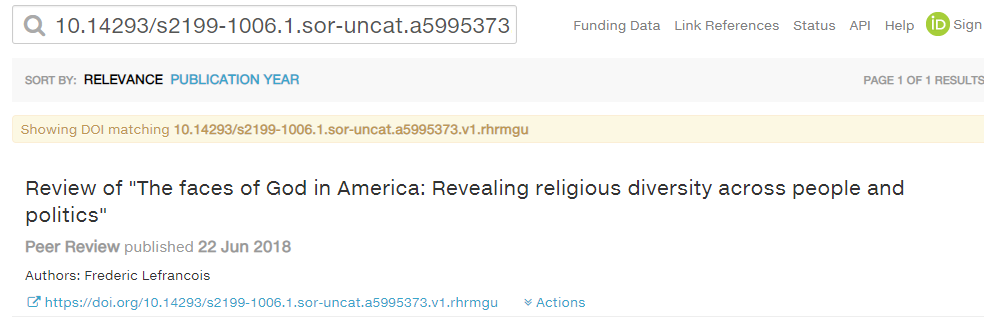 10.14293/s2199-1006.1.sor-uncat.a5995373
Funding Data Link References Status API Help iD Sign
SORT BY: RELEVANCE PUBLICATION YEAR
PAGE 1 OF 1 RESULTS
Showing DOI matching 10.14293/s2199-1006.1.sor-uncat.a5995373.v1.rhrmgu
Review of "The faces of God in America: Revealing religious diversity across people and
politics"
Peer Review published 22 Jun 2018
Authors: Frederic Lefrancois
https://doi.org/10.14293/s2199-1006.1.sor-uncat.a5995373.v1.rhrmgu
Actions